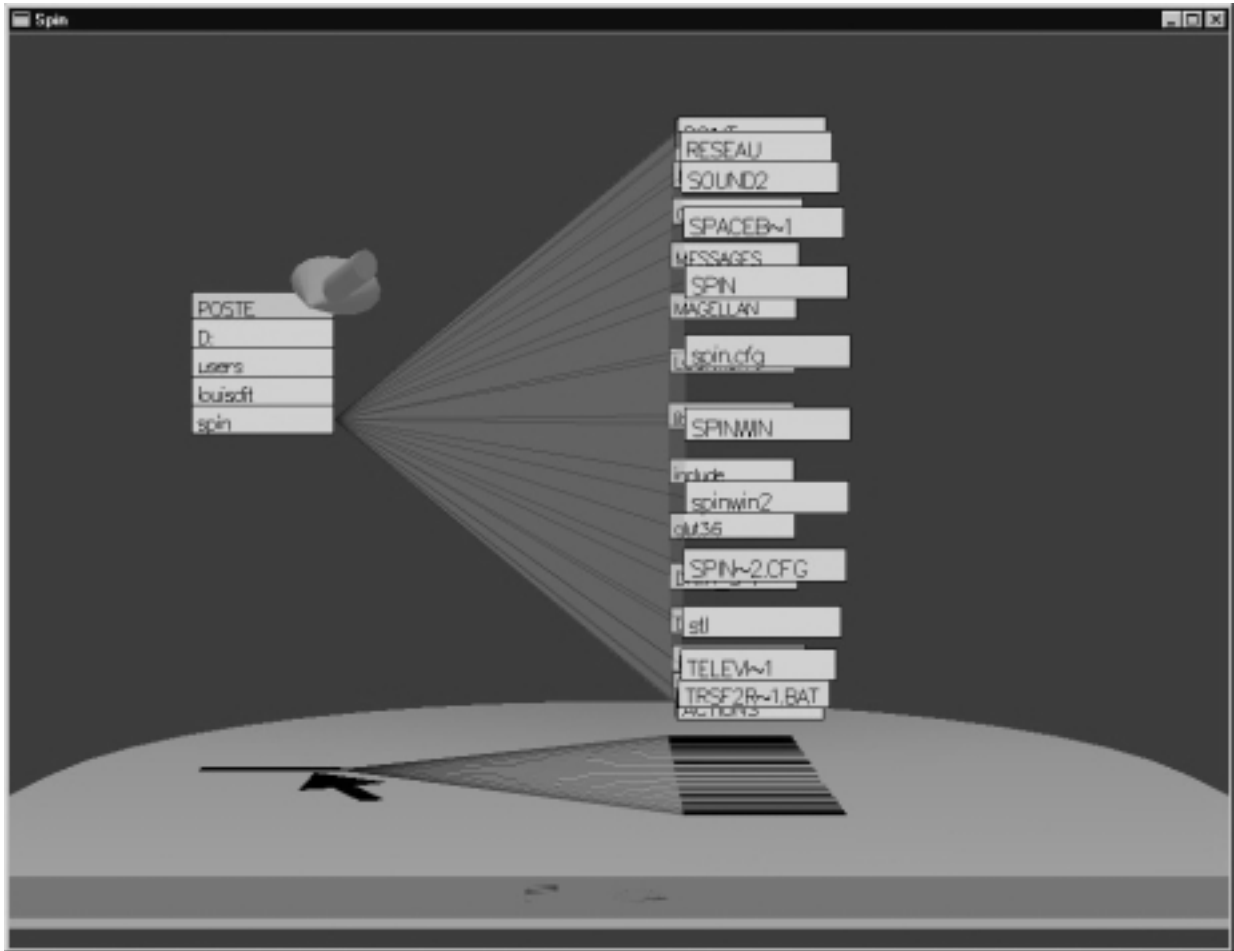 Spin
POSTE
D:
users
spin
RESEAU
SOUND2
SPACEB~1
MESSAGES
SPIN
MAGELLAN
spin.cfg
SPINWIN
include
spinwin2
glut36
SPIN~2.CFG
stl
TELEVI~1
TRSF2R~1.BAT
ACTIONS